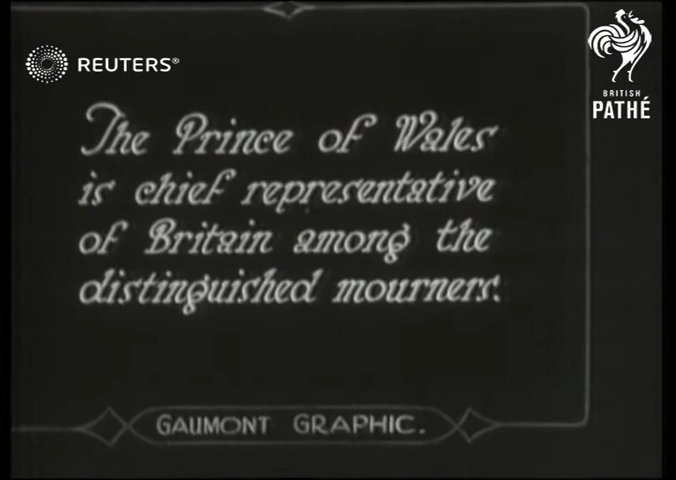 REUTERS®
BRITISH
PATHÉ
The Prince of Wales
is chief representative
of Britain among the
distinguished mourners.
GAUMONT GRAPHIC.